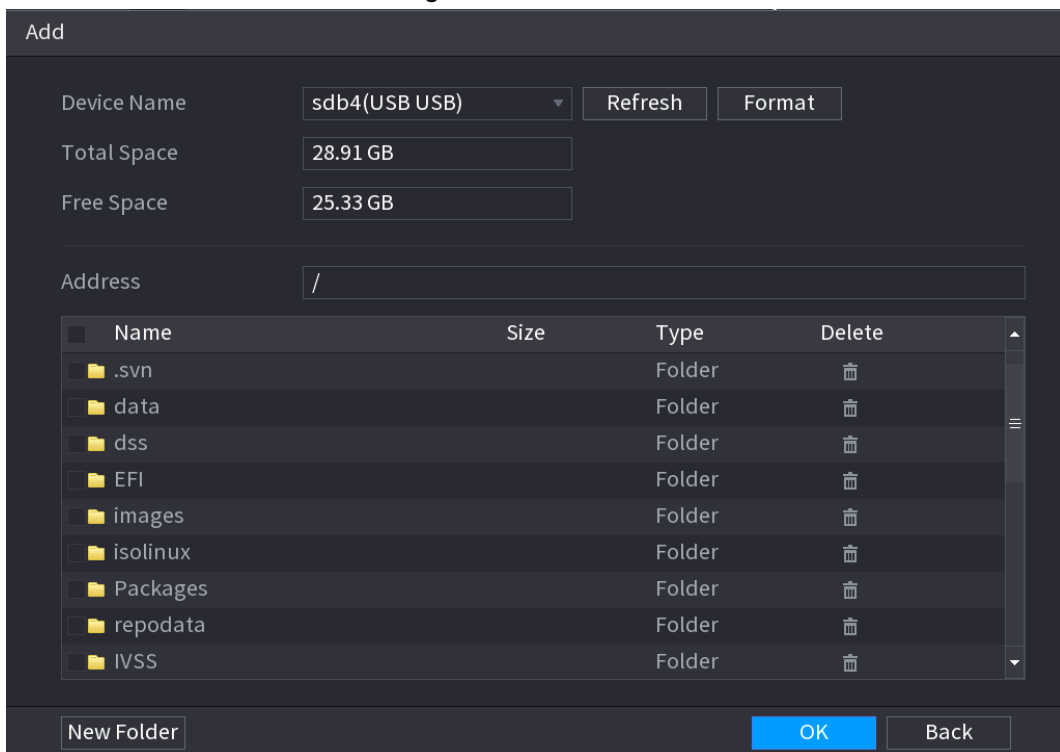 Add
Device Name sdb4(USB USB) Refresh Format
Total Space 28.91 GB
Free Space 25.33 GB
Address /
Name Size Type Delete
.svn Folder
data Folder
dss Folder
EFI Folder
images Folder
isolinux Folder
Packages Folder
repodata Folder
IVSS Folder
New Folder OK Back